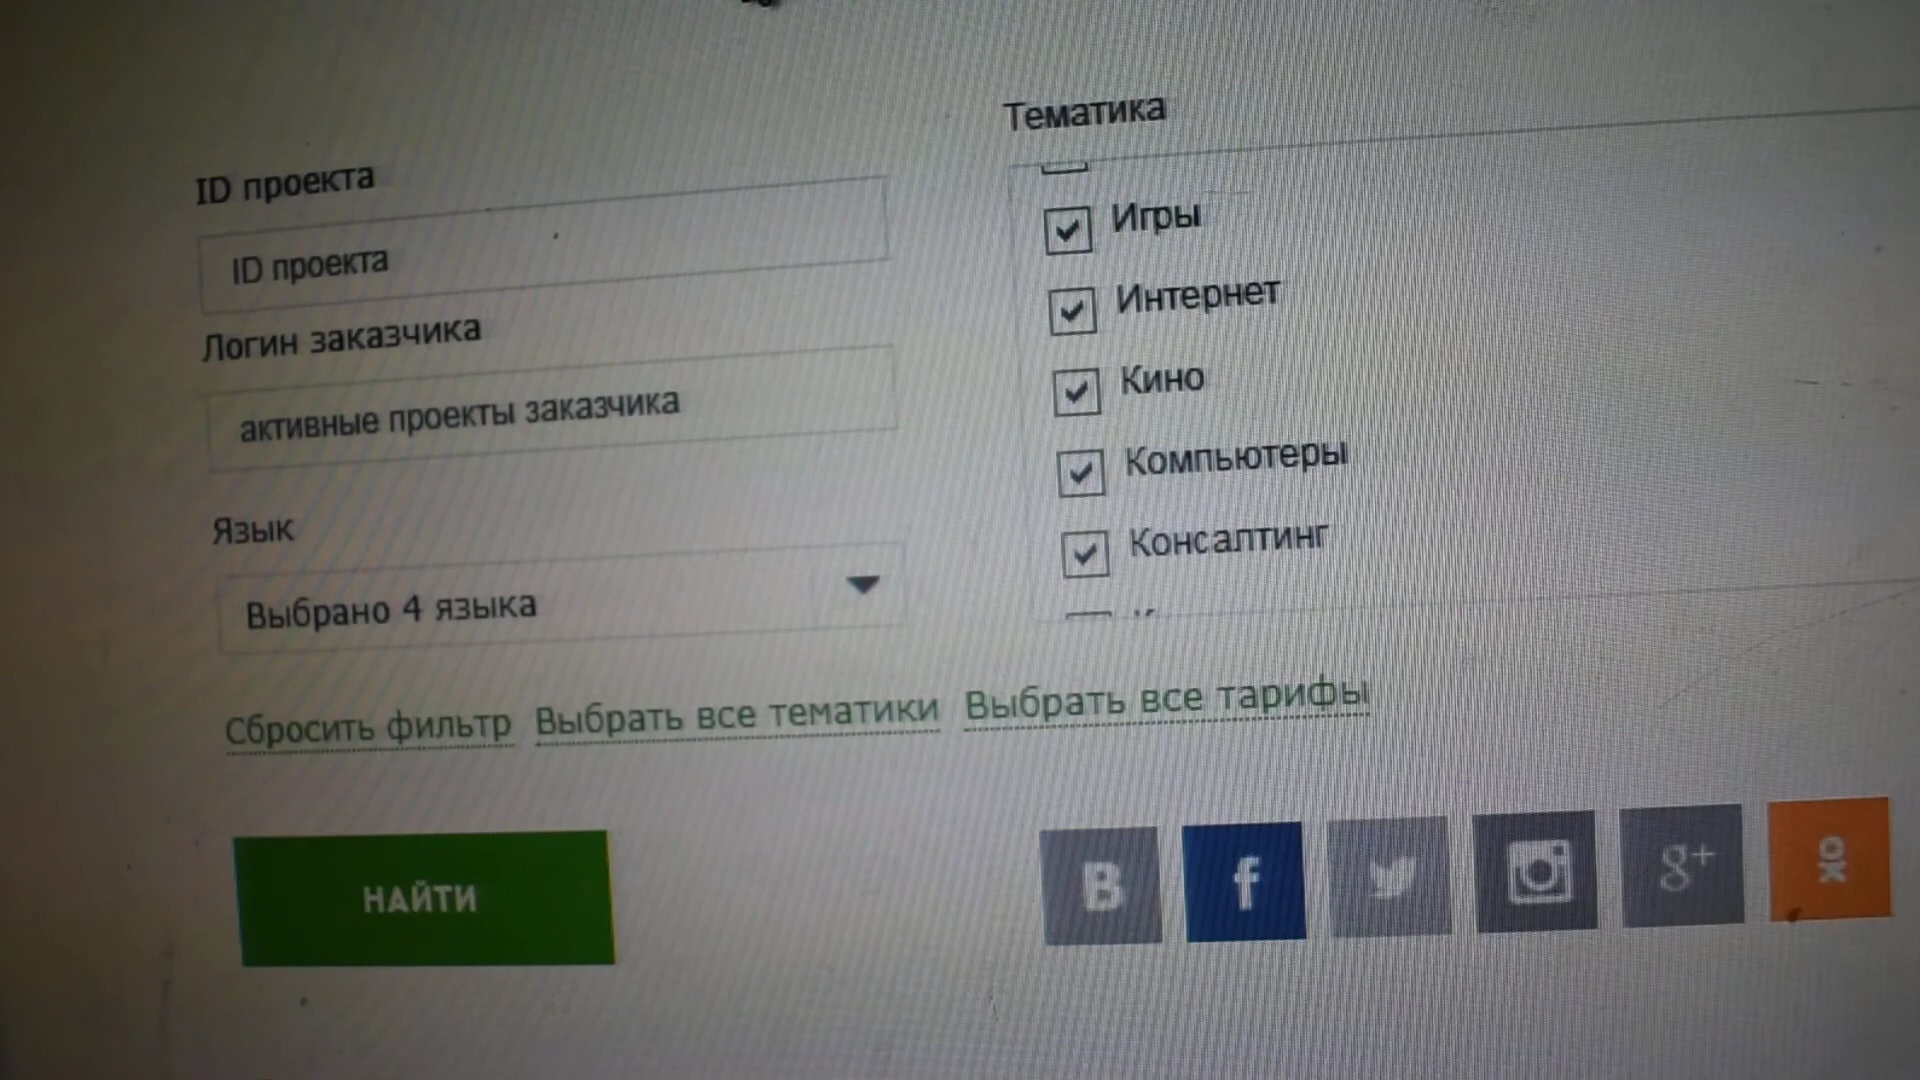 ID проекта
ID проекта
Логин заказчика
активные проекты заказчика
Язык
Выбрано 4 языка
Тематика
Игры
Интернет
Кино
Компьютеры
Консалтинг
Сбросить фильтр Выбрать все тематики Выбрать все тарифы
НАЙТИ
В f g+